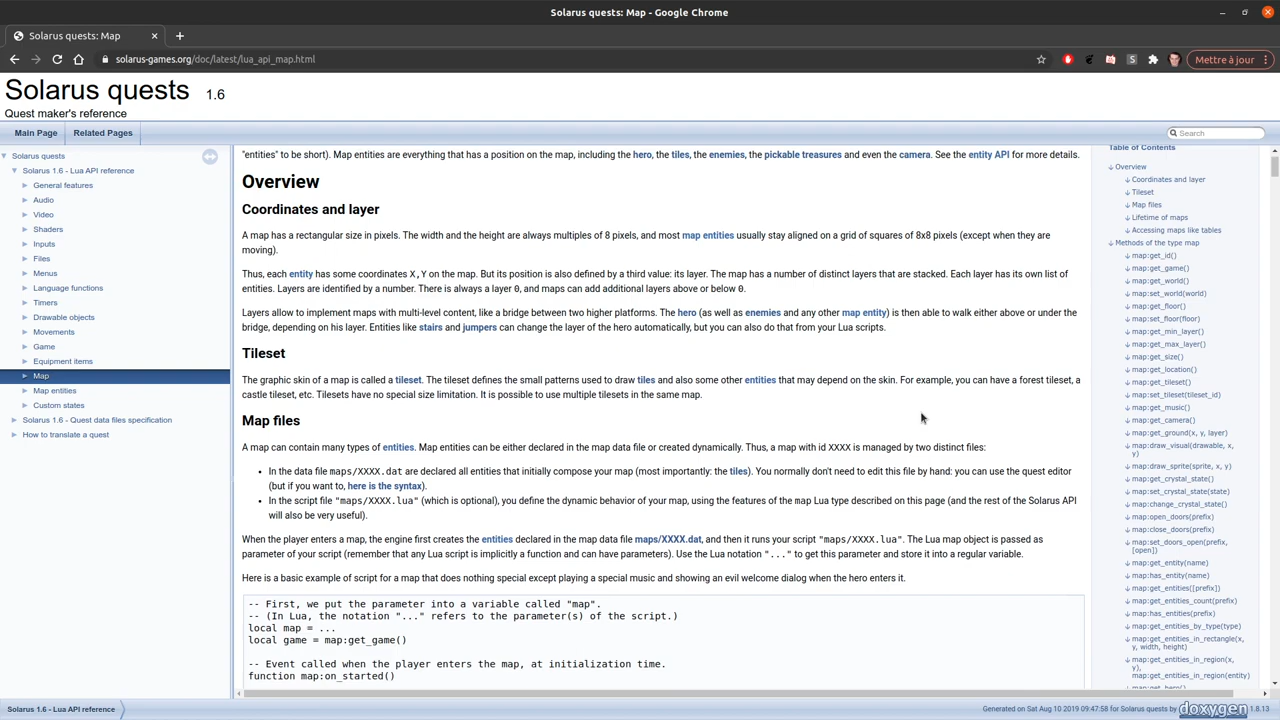 Solarus quests: Map - Google Chrome
Solarus quests: Map
solarus-games.org/doc/latest/lua_api_map.html
Mettre à jour
Solarus quests 1.6
Quest maker's reference
Main Page
Related Pages
Search
Solarus quests
Solarus 1.6 - Lua API reference
General features
Audio
Video
Shaders
Inputs
Files
Menus
Language functions
Timers
Drawable objects
Movements
Game
Equipment items
Map
Map entities
Custom states
Solarus 1.6 - Quest data files specification
How to translate a quest
"entities" to be short). Map entities are everything that has a position on the map, including the hero, the tiles, the enemies, the pickable treasures and even the camera. See the entity API for more details.
Overview
Coordinates and layer
A map has a rectangular size in pixels. The width and the height are always multiples of 8 pixels, and most map entities usually stay aligned on a grid of squares of 8x8 pixels (except when they are
moving).
Thus, each entity has some coordinates X,Y on the map. But its position is also defined by a third value: its layer. The map has a number of distinct layers that are stacked. Each layer has its own list of
entities. Layers are identified by a number. There is always a layer 0, and maps can add additional layers above or below 0.
Layers allow to implement maps with multi-level portions like a bridge between two higher platforms. The hero (as well as enemies and any other map entity) is then able to walk either above or under the
bridge, depending on his layer. Entities like stairs and jumpers can change the layer of the hero automatically, but you can also do that from your Lua scripts.
Tileset
The graphic skin of a map is called a tileset. The tileset defines the small patterns used to draw tiles and also some other entities that may depend on the skin. For example, you can have a forest tileset, a
castle tileset, etc. Tilesets have no special size limitation. It is possible to use multiple tilesets in the same map.
Map files
A map can contain many types of entities. Map entities can be either declared in the map data file or created dynamically. Thus, a map with id XXXX is managed by two distinct files:
In the data file maps/XXXX.dat are declared all entities that initially compose your map (most importantly: the tiles). You normally don't need to edit this file by hand: you can use the quest editor
(but if you want to, here is the syntax).
In the script file "maps/XXXX.lua" (which is optional), you define the dynamic behavior of your map, using the features of the map Lua type described on this page (and the rest of the Solarus API
will also be very useful).
When the player enters a map, the engine first creates the entities declared in the map data file maps/XXXX.dat, and then it runs your script "maps/XXXX.lua". The Lua map object is passed as
parameter of your script (remember that any Lua script is implicitly a function and can have parameters). Use the Lua notation "..." to get this parameter and store it into a regular variable.
Here is a basic example of script for a map that does nothing special except playing a special music and showing an evil welcome dialog when the hero enters it.
-- First, we put the parameter into a variable called "map".
-- (In Lua, the notation "..." refers to the parameter(s) of the script.)
local map = ...
local game = map:get_game()
-- Event called when the player enters the map, at initialization time.
function map:on_started()
Table of Contents
Overview
Coordinates and layer
Tileset
Map files
Lifetime of maps
Accessing maps like tables
Methods of the type map
map:get_id()
map:get_game()
map:get_world()
map:set_world(world)
map:get_floor()
map:set_floor(floor)
map:get_min_layer()
map:get_max_layer()
map:get_size()
map:get_location()
map:get_tileset()
map:set_tileset(tileset_id)
map:get_music()
map:get_camera()
map:get_ground(x, y, layer)
map:draw_visual(drawable, x,
y)
map:draw_sprite(sprite, x, y)
map:get_crystal_state()
map:set_crystal_state(state)
map:change_crystal_state()
map:open_doors(prefix)
map:close_doors(prefix)
map:set_doors_open(prefix,
[open])
map:get_entity(name)
map:has_entity(name)
map:get_entities([prefix])
map:get_entities_count(prefix)
map:has_entities(prefix)
map:get_entities_by_type(type)
map:get_entities_in_rectangle(x,
y, width, height)
map:get_entities_in_region(x,
y),
map:get_entities_in_region(entity)
map:get_hero()
Solarus 1.6 - Lua API reference
Generated on Sat Aug 10 2019 09:47:58 for Solarus quests by doxygen 1.8.13